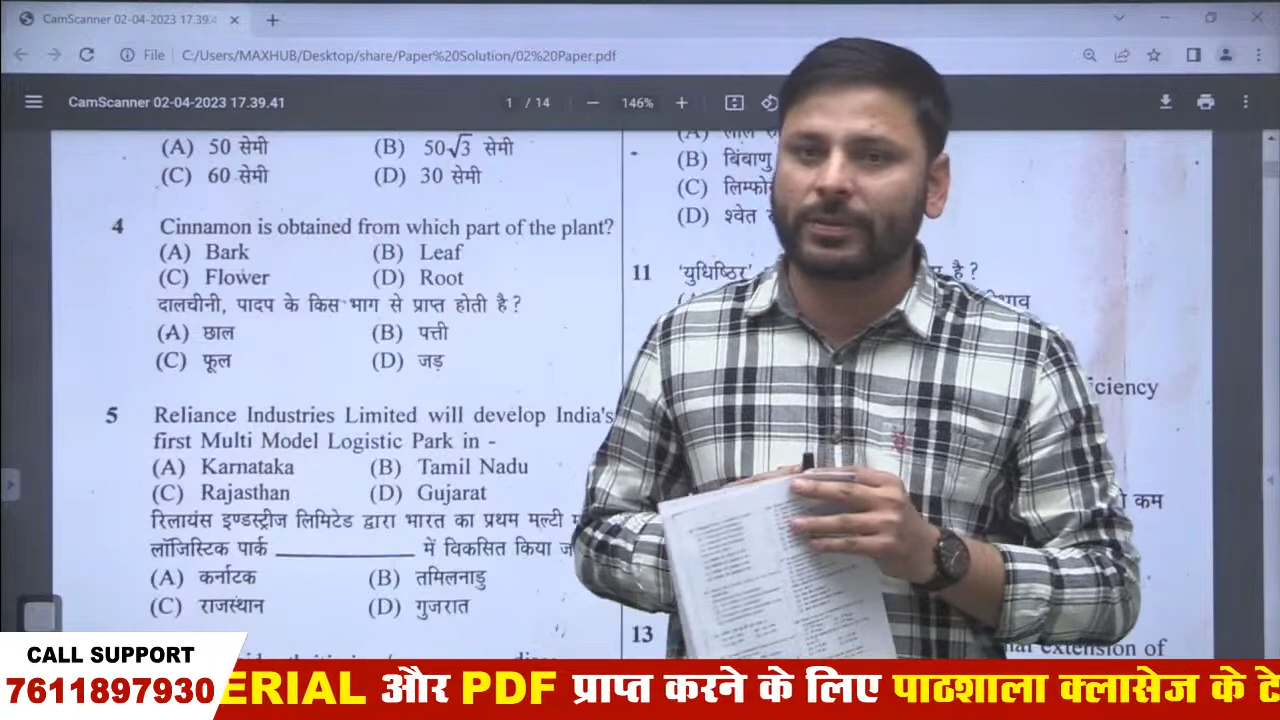 CamScanner 02-04-2023 17.39.4
File
C:/Users/MAXHUB/Desktop/share/Paper%20Solution/02%20Paper.pdf
CamScanner 02-04-2023 17.39.41
1 / 14
146%
(A) 50 सेमी (B) 50√3 सेमी
(C) 60 सेमी (D) 30 सेमी
4 Cinnamon is obtained from which part of the plant?
(A) Bark (B) Leaf
(C) Flower (D) Root
दालचीनी, पादप के किस भाग से प्राप्त होती है ?
(A) छाल (B) पत्ती
(C) फूल (D) जड़
5 Reliance Industries Limited will develop India's
first Multi Model Logistic Park in -
(A) Karnataka (B) Tamil Nadu
(C) Rajasthan (D) Gujarat
रिलायंस इण्डस्ट्रीज लिमिटेड द्वारा भारत का प्रथम मल्टी
लॉजिस्टिक पार्क ____________ में विकसित किया
(A) कर्नाटक (B) तमिलनाडु
(C) राजस्थान (D) गुजरात
(A) लाल
(B) बिंबाणु
(C)
(D) श्वेत
11 'युधिष्ठिर' है ?
iciency
कम
13
extension of
CALL SUPPORT
7611897930
ERIAL और PDF प्राप्त करने के लिए पाठशाला क्लासेज के टे